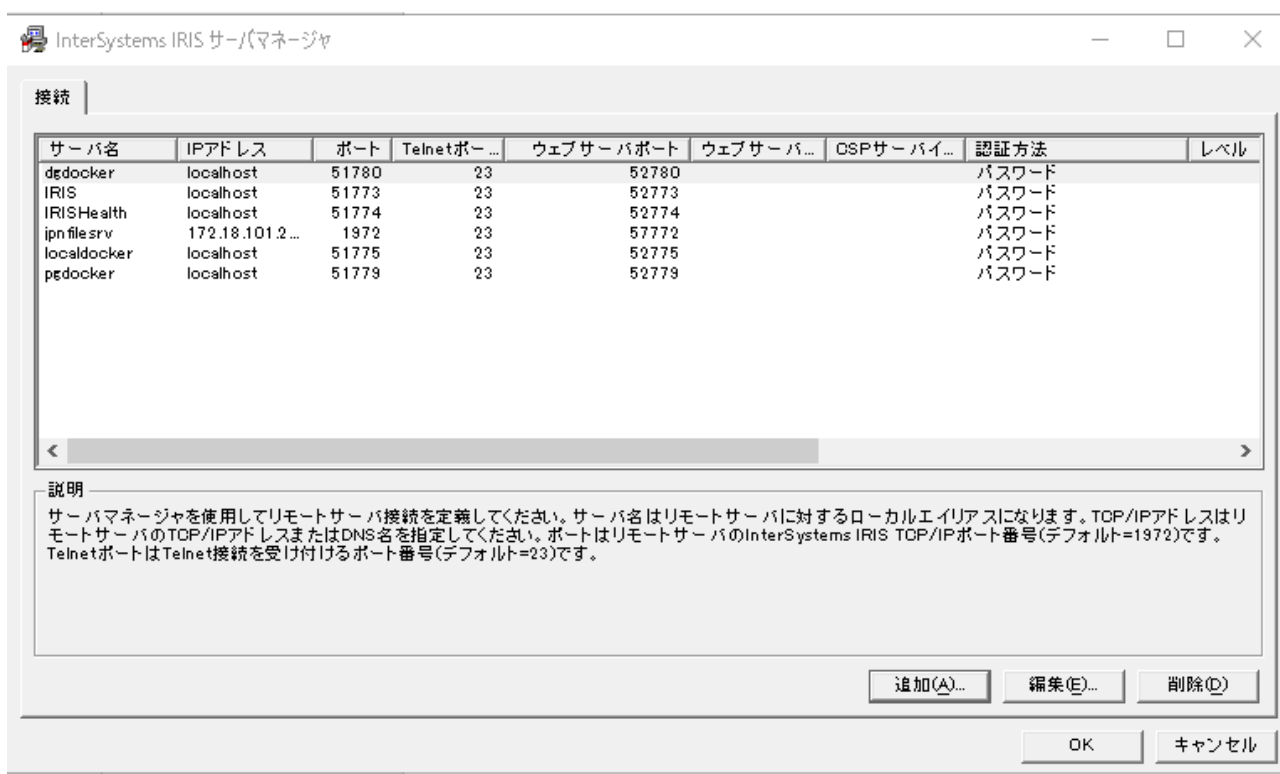 InterSystems IRIS サーバマネージャ
接続
サーバ名 IPアドレス ポート Telnetポー... ウェブサーバポート ウェブサーバ... CSPサーバイ... 認証方法 レベル
dgdocker localhost 51780 23 52780 パスワード
IRIS localhost 51773 23 52773 パスワード
IRISHealth localhost 51774 23 52774 パスワード
jpnfilesrv 172.18.101.2... 1972 23 57772 パスワード
localdocker localhost 51775 23 52775 パスワード
pgdocker localhost 51779 23 52779 パスワード
説明
サーバマネージャを使用してリモートサーバ接続を定義してください。サーバ名はリモートサーバに対するローカルエイリアスになります。TCP/IPアドレスはリ
モートサーバのTCP/IPアドレスまたはDNS名を指定してください。ポートはリモートサーバのInterSystems IRIS TCP/IPポート番号(デフォルト=1972)です。
TelnetポートはTelnet接続を受け付けるポート番号(デフォルト=23)です。
追加(A)... 編集(E)... 削除(D)
OK キャンセル